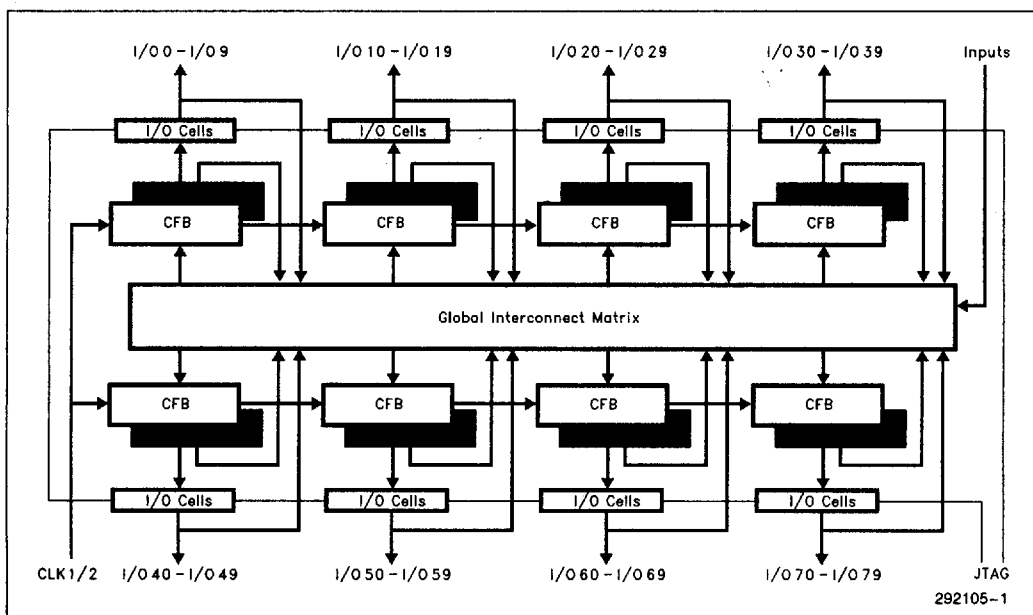 I/O 0 - I/O 9
I/O 10 - I/O 19
I/O 20 - I/O 29
I/O 30 - I/O 39
Inputs
I/O Cells
I/O Cells
I/O Cells
I/O Cells
CFB
CFB
CFB
CFB
Global Interconnect Matrix
CFB
CFB
CFB
CFB
I/O Cells
I/O Cells
I/O Cells
I/O Cells
CLK1/2
I/O 40 - I/O 49
I/O 50 - I/O 59
I/O 60 - I/O 69
I/O 70 - I/O 79
JTAG
292105-1